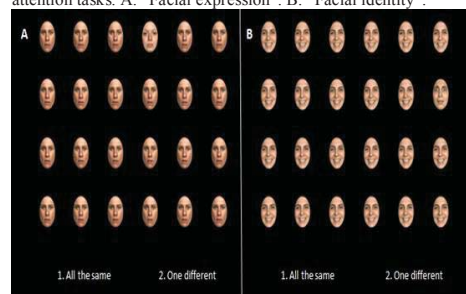 attention tasks. A. "Facial expression". B. "Facial identity".
A
B
1. All the same 2. One different 1. All the same 2. One different